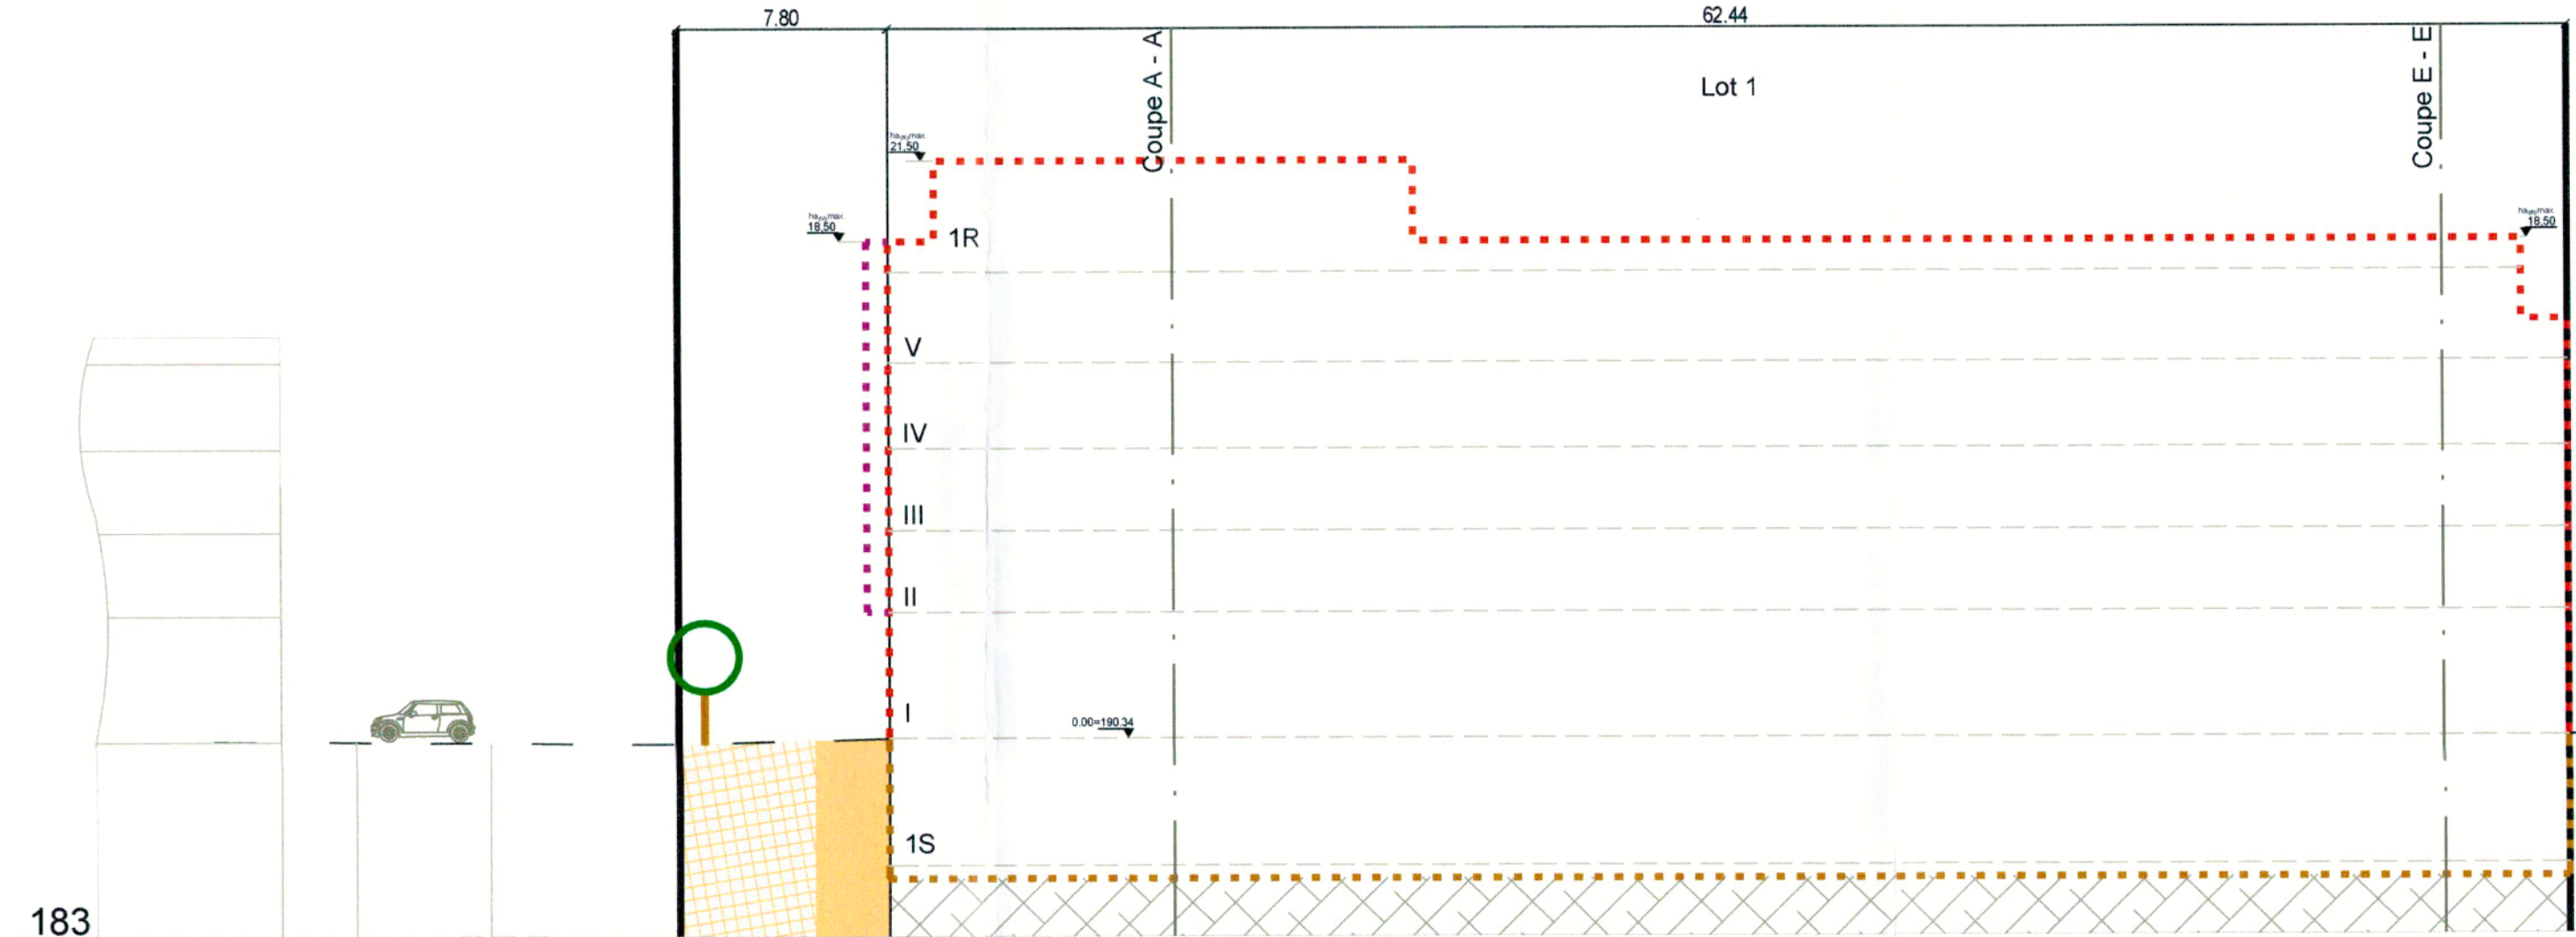 7.80
62.44
Coupe A - A
Coupe E - E
Lot 1
21.50
18.50
18.50
1R
V
IV
III
II
I
0.00=190.34
1S
183